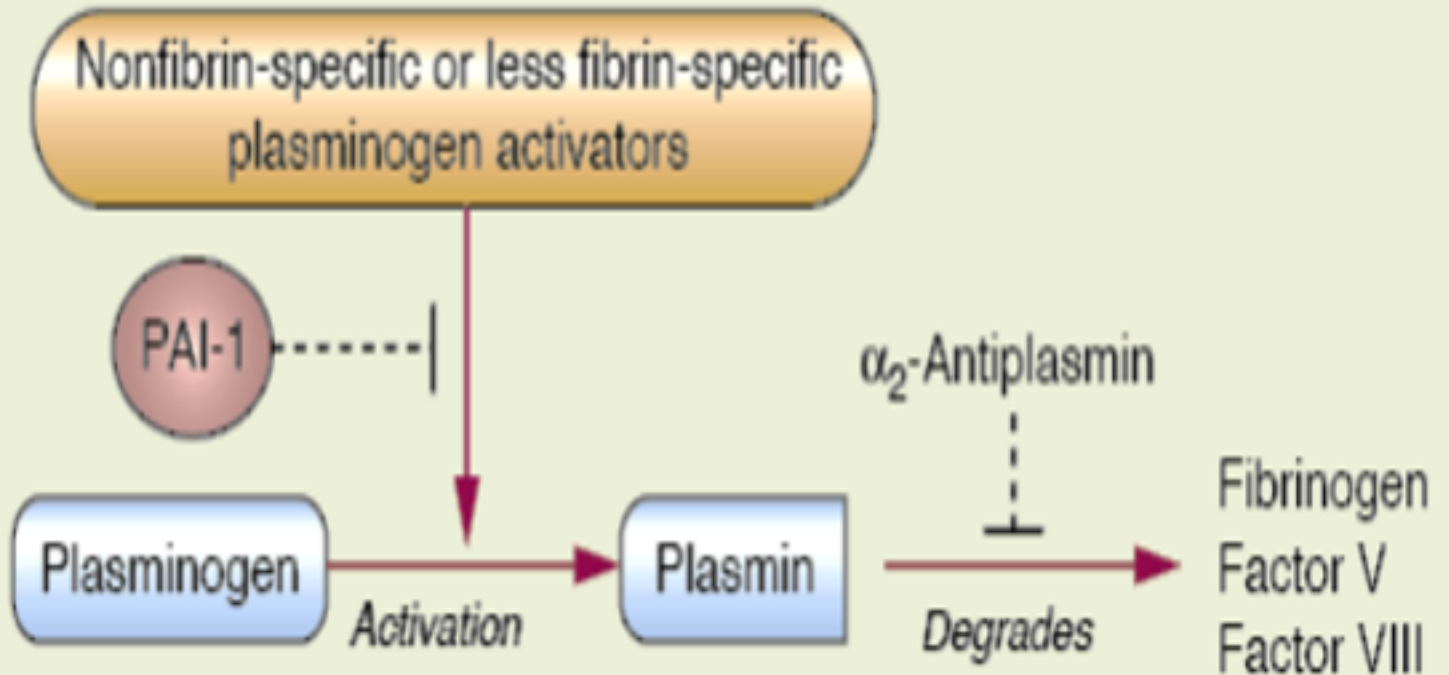 Nonfibrin-specific or less fibrin-specific
plasminogen activators
PAI-1
α₂-Antiplasmin
Plasminogen
Activation
Plasmin
Degrades
Fibrinogen
Factor V
Factor VIII